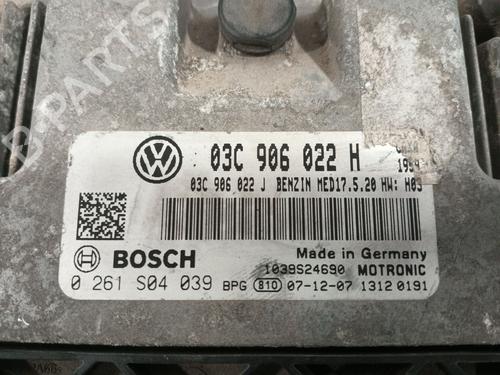 03C 906 022 H
03C 906 022 J BENZIN MED17.5.20 HW: H03
BOSCH
Made in Germany
1039S24690 MOTRONIC
0 261 S04 039 BPG 810 07-12-07 1312 0191
B-PARTS